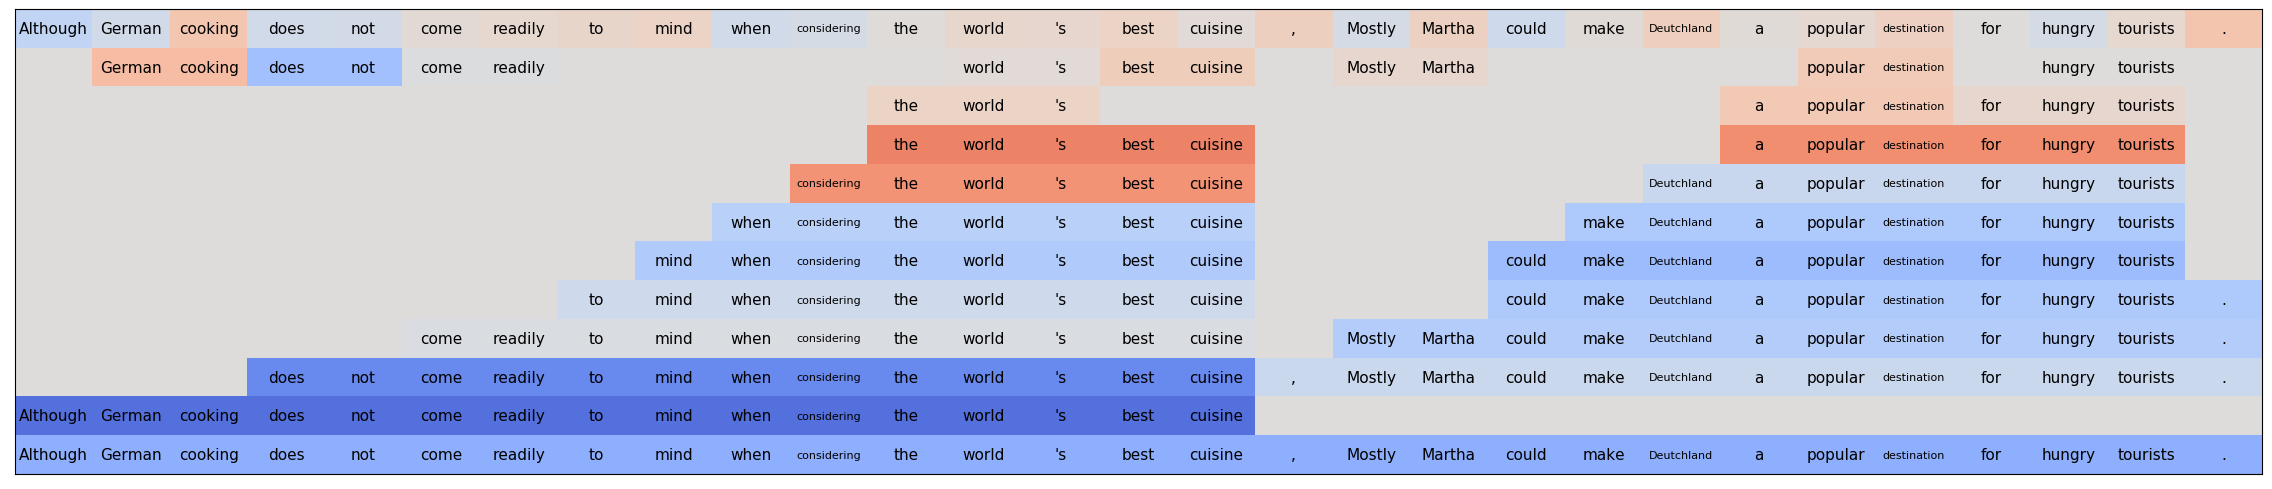 Although German cooking does not come readily to mind when considering the world 's best cuisine , Mostly Martha could make Deutchland a popular destination for hungry tourists .
German cooking does not come readily world 's best cuisine Mostly Martha popular destination hungry tourists
the world 's a popular destination for hungry tourists
the world 's best cuisine a popular destination for hungry tourists
considering the world 's best cuisine Deutchland a popular destination for hungry tourists
when considering the world 's best cuisine make Deutchland a popular destination for hungry tourists
mind when considering the world 's best cuisine could make Deutchland a popular destination for hungry tourists
to mind when considering the world 's best cuisine could make Deutchland a popular destination for hungry tourists .
come readily to mind when considering the world 's best cuisine Mostly Martha could make Deutchland a popular destination for hungry tourists .
does not come readily to mind when considering the world 's best cuisine , Mostly Martha could make Deutchland a popular destination for hungry tourists .
Although German cooking does not come readily to mind when considering the world 's best cuisine
Although German cooking does not come readily to mind when considering the world 's best cuisine , Mostly Martha could make Deutchland a popular destination for hungry tourists .